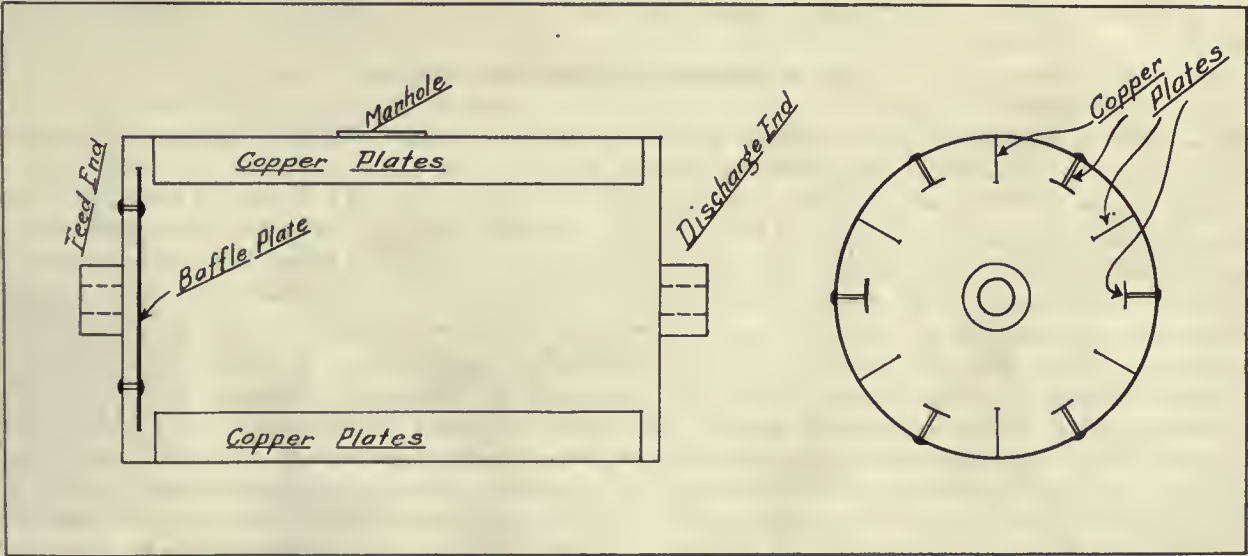 Manhole
Copper Plates
Feed End
Baffle Plate
Discharge End
Copper Plates
Copper
Plates